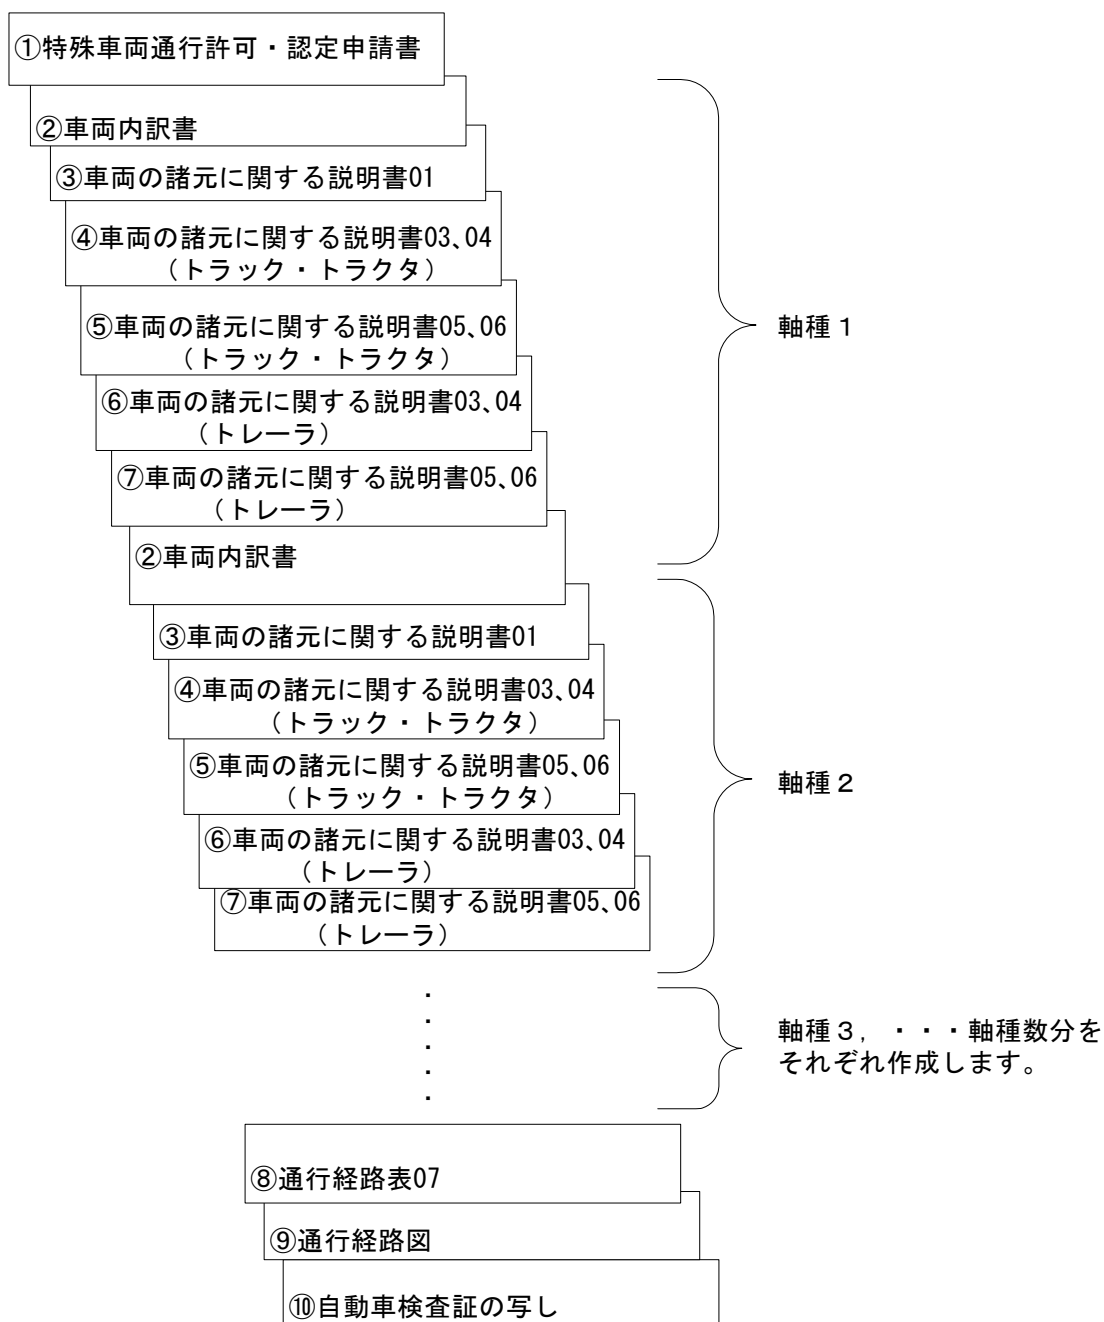 ①特殊車両通行許可・認定申請書
②車両内訳書
③車両の諸元に関する説明書01
④車両の諸元に関する説明書03、04
(トラック・トラクタ)
⑤車両の諸元に関する説明書05、06
(トラック・トラクタ)
⑥車両の諸元に関する説明書03、04
(トレーラ)
⑦車両の諸元に関する説明書05、06
(トレーラ)
軸種1
②車両内訳書
③車両の諸元に関する説明書01
④車両の諸元に関する説明書03、04
(トラック・トラクタ)
⑤車両の諸元に関する説明書05、06
(トラック・トラクタ)
⑥車両の諸元に関する説明書03、04
(トレーラ)
⑦車両の諸元に関する説明書05、06
(トレーラ)
軸種2
・
・
・
・
・
軸種3,・・・軸種数分を
それぞれ作成します。
⑧通行経路表07
⑨通行経路図
⑩自動車検査証の写し